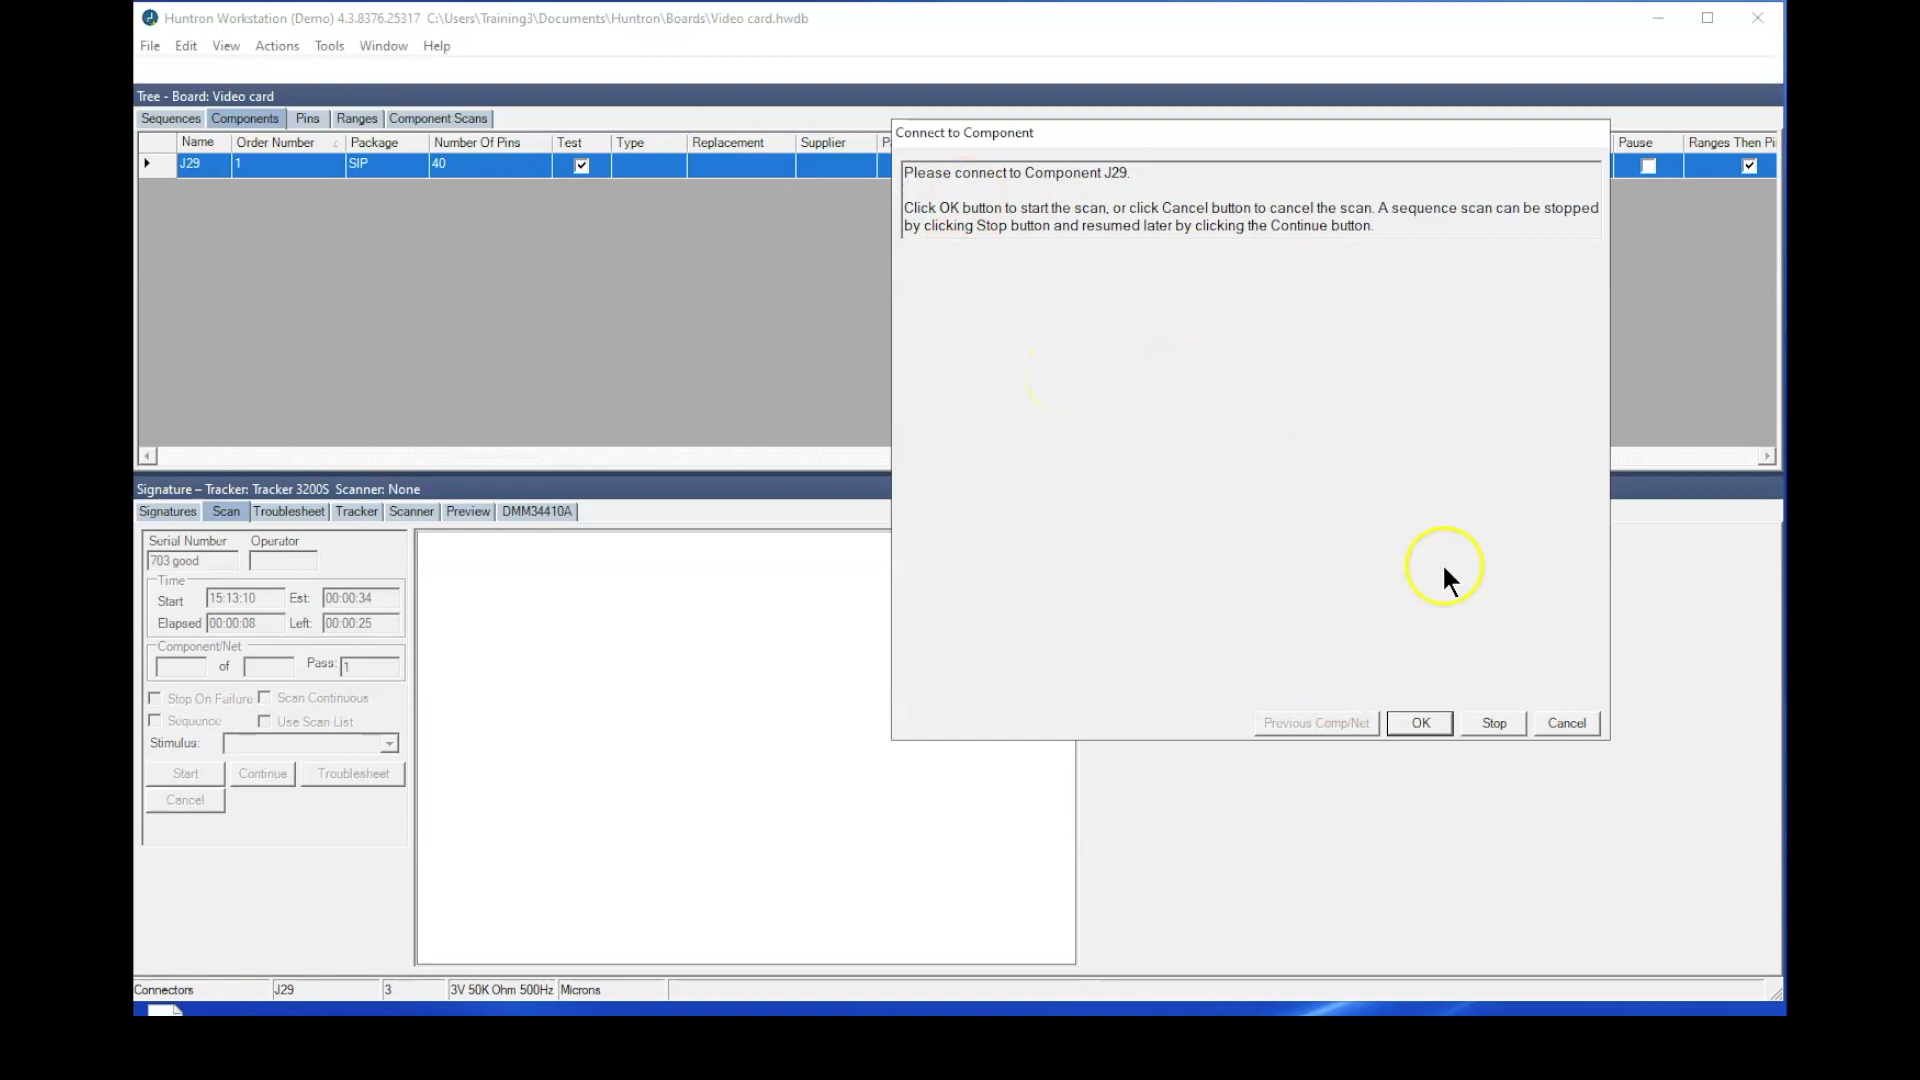 Huntron Workstation (Demo) 4.3.8376.25317 C:\Users\Training3\Documents\Huntron\Boards\Video card.hwdb
File Edit View Actions Tools Window Help
Tree - Board: Video card
Sequences Components Pins Ranges Component Scans
Name Order Number Package Number Of Pins Test Type Replacement Supplier Pause Ranges Then Pi
J29 1 SIP 40
Connect to Component
Please connect to Component J29.
Click OK button to start the scan, or click Cancel button to cancel the scan. A sequence scan can be stopped
by clicking Stop button and resumed later by clicking the Continue button.
Previous Comp/Net OK Stop Cancel
Signature – Tracker: Tracker 3200S Scanner: None
Signatures Scan Troublesheet Tracker Scanner Preview DMM34410A
Serial Number Operator
703 good
Time
Start 15:13:10 Est: 00:00:34
Elapsed 00:00:08 Left: 00:00:25
Component/Net
of Pass: 1
Stop On Failure Scan Continuous
Sequence Use Scan List
Stimulus:
Start Continue Troublesheet
Cancel
Connectors J29 3 3V 50K Ohm 500Hz Microns